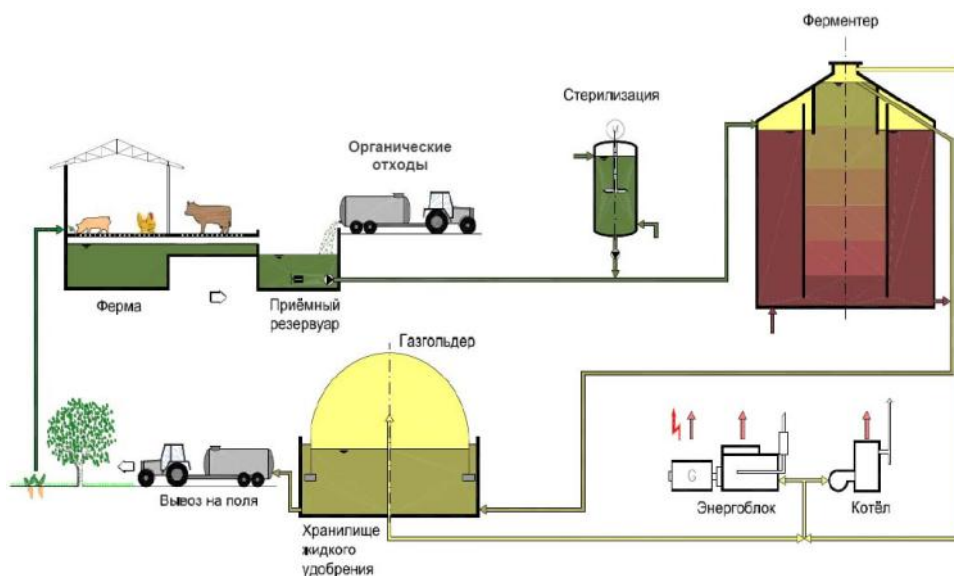 Ферментер
Стерилизация
Органические
отходы
Ферма
Приёмный
резервуар
Газгольдер
Вывоз на поля
G
Энергоблок
Котёл
Хранилище
жидкого
удобрения